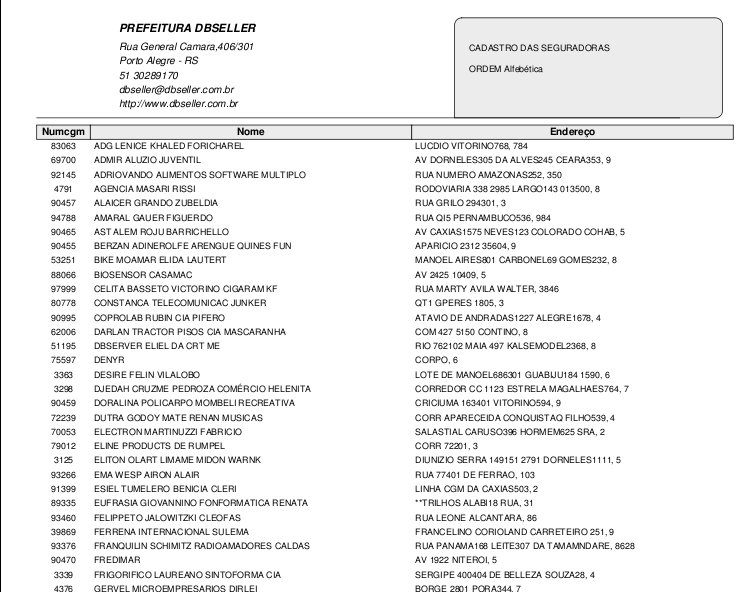 PREFEITURA DBSELLER
Rua General Camara,406/301
Porto Alegre - RS
51 30289170
dbseller@dbseller.com.br
http://www.dbseller.com.br
CADASTRO DAS SEGURADORAS
ORDEM Alfebética
Numcgm Nome Endereço
83063 ADG LENICE KHALED FORICHAREL LUCDIO VITORINO768, 784
69700 ADMIR ALUZIO JUVENTIL AV DORNELES305 DA ALVES245 CEARA353, 9
92145 ADRIOVANDO ALIMENTOS SOFTWARE MULTIPLO RUA NUMERO AMAZONAS252, 350
4791 AGENCIA MASARI RISSI RODOVIARIA 338 2985 LARGO143 013500, 8
90457 ALAICER GRANDO ZUBELDIA RUA GRILO 294301, 3
94788 AMARAL GAUER FIGUERDO RUA QI5 PERNAMBUCO536, 984
90465 AST ALEM ROJU BARRICHELLO AV CAXIAS1575 NEVES123 COLORADO COHAB, 5
90455 BERZAN ADINEROLFE ARENGUE QUINES FUN APARICIO 2312 35604, 9
53251 BIKE MOAMAR ELIDA LAUTERT MANOEL AIRES801 CARBONEL69 GOMES232, 8
88066 BIOSENSOR CASAMAC AV 2425 10409, 5
97999 CELITA BASSETO VICTORINO CIGARAM KF RUA MARTY AVILA WALTER, 3846
80778 CONSTANCA TELECOMUNICAC JUNKER QT1 GPERES 1805, 3
90995 COPROLAB RUBIN CIA PIFERO ATAVIO DE ANDRADAS1227 ALEGRE1678, 4
62006 DARLAN TRACTOR PISOS CIA MASCARANHA COM 427 5150 CONTINO, 8
51195 DBSERVER ELIEL DA CRT ME RIO 762102 MAIA 497 KALSEMODEL2368, 8
75597 DENYR CORPO, 6
3363 DESIRE FELIN VILALOBO LOTE DE MANOEL686301 GUABIJU184 1590, 6
3298 DJEDAH CRUZME PEDROZA COMÉRCIO HELENITA CORREDOR CC 1123 ESTRELA MAGALHAES764, 7
90459 DORALINA POLICARPO MOMBELI RECREATIVA CRICIUMA 163401 VITORINO594, 9
72239 DUTRA GODOY MATE RENAN MUSICAS CORR APARECEIDA CONQUISTAQ FILHO539, 4
70053 ELECTRON MARTINUZZI FABRICIO SALASTIAL CARUSO396 HORMEM625 SRA, 2
79012 ELINE PRODUCTS DE RUMPEL CORR 72201, 3
3125 ELITON OLART LIMAME MIDON WARNK DIUNIZIO SERRA 149151 2791 DORNELES1111, 5
93266 EMA WESP AIRON ALAIR RUA 77401 DE FERRAO, 103
91399 ESIEL TUMELERO BENICIA CLERI LINHA CGM DA CAXIAS503, 2
89335 EUFRASIA GIOVANNINO FONFORMATICA RENATA **TRILHOS ALABI18 RUA, 31
93460 FELIPPETO JALOWITZKI CLEOFAS RUA LEONE ALCANTARA, 86
39869 FERRENA INTERNACIONAL SULEMA FRANCELINO CORIOLAND CARRETEIRO 251, 9
93376 FRANQUILIN SCHIMITZ RADIOAMADORES CALDAS RUA PANAMA168 LEITE307 DA TAMAMNDARE, 8628
90470 FREDIMAR AV 1922 NITEROI, 5
3339 FRIGORIFICO LAUREANO SINTOFORMA CIA SERGIPE 400404 DE BELLEZA SOUZA28, 4
4376 GERVEL MICROEMPRESARIOS DIRLEI BORGE 2801 PORA344, 7